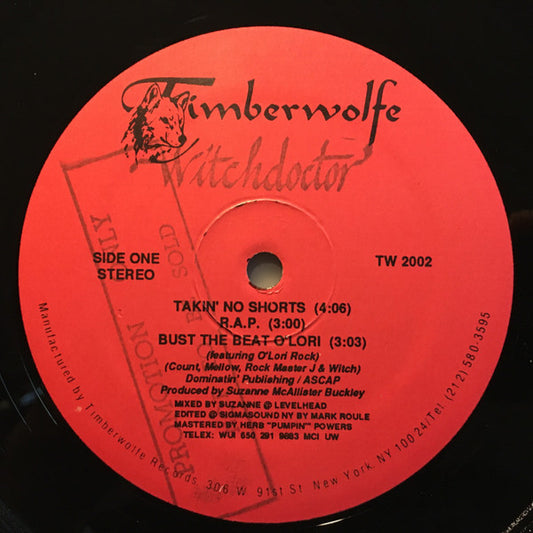 Timberwolfe
Witchdoctor
SIDE ONE
STEREO
TW 2002
TAKIN' NO SHORTS (4:06)
R.A.P. (3:00)
BUST THE BEAT O'LORI (3:03)
(featuring O'Lori Rock)
(Count, Mellow, Rock Master J & Witch)
Dominatin' Publishing / ASCAP
Produced by Suzanne McAllister Buckley
MIXED BY SUZANNE @ LEVELHEAD
EDITED @ SIGMASOUND NY BY MARK ROULE
MASTERED BY HERB "PUMPIN'" POWERS
TELEX: WUI 650 291 9883 MCI UW
Manufactured by Timberwolfe Records, 306 W 91st St New York, NY 100 24/Tel. (212) 580-3595
PROMOTION ONLY
SOLD